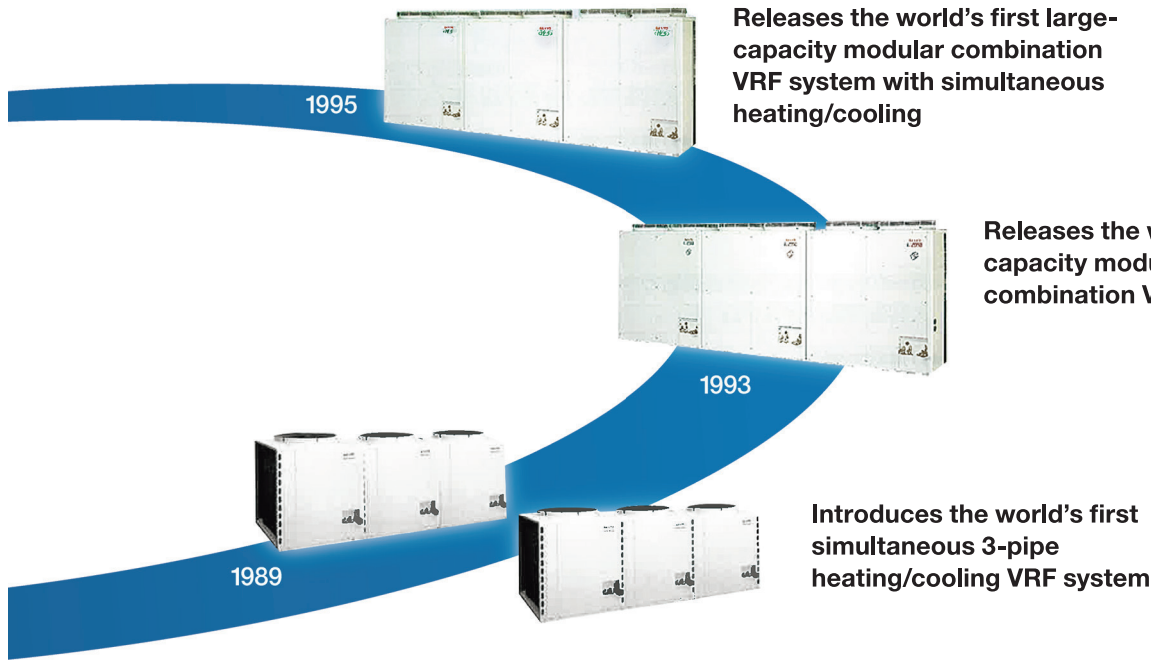 Releases the world’s first large-
capacity modular combination
VRF system with simultaneous
heating/cooling
1995
Releases the
capacity
combination
1993
Introduces the world’s first
simultaneous 3-pipe
heating/cooling VRF system
1989